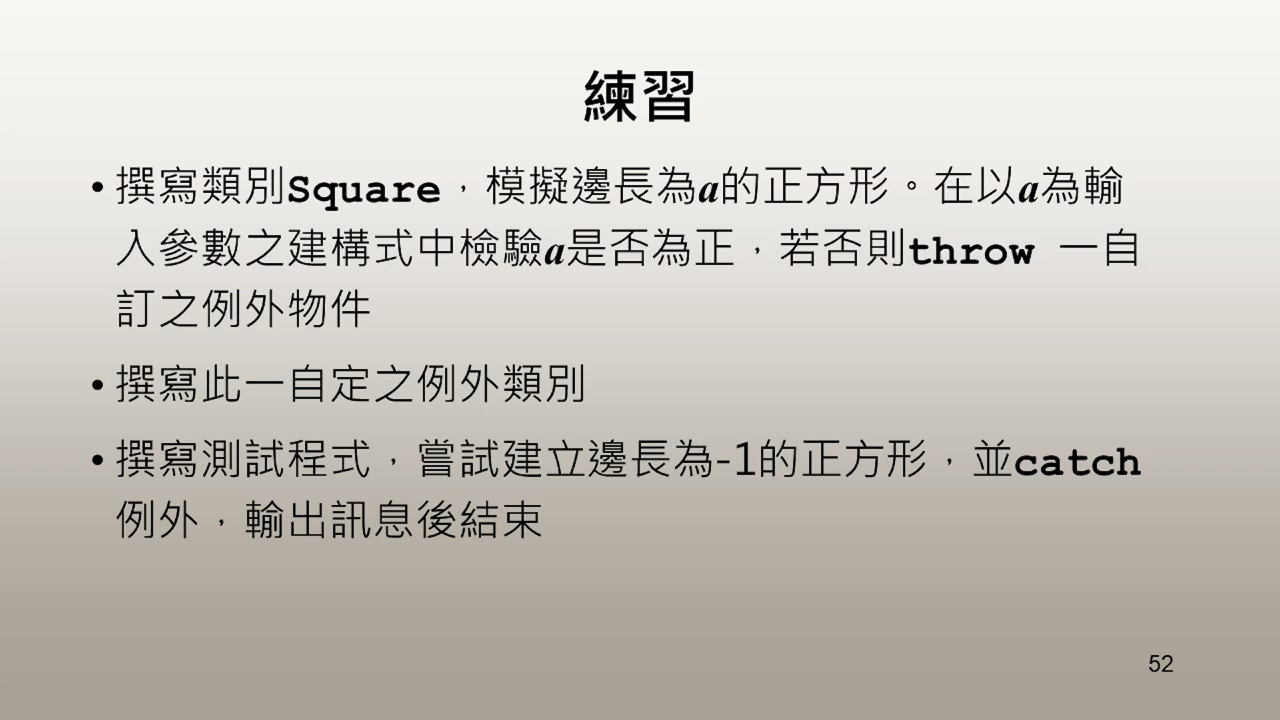 練習
• 撰寫類別Square，模擬邊長為a的正方形。在以a為輸
入參數之建構式中檢驗a是否為正，若否則throw 一自
訂之例外物件
• 撰寫此一自定之例外類別
• 撰寫測試程式，嘗試建立邊長為-1的正方形，並catch
例外，輸出訊息後結束
52